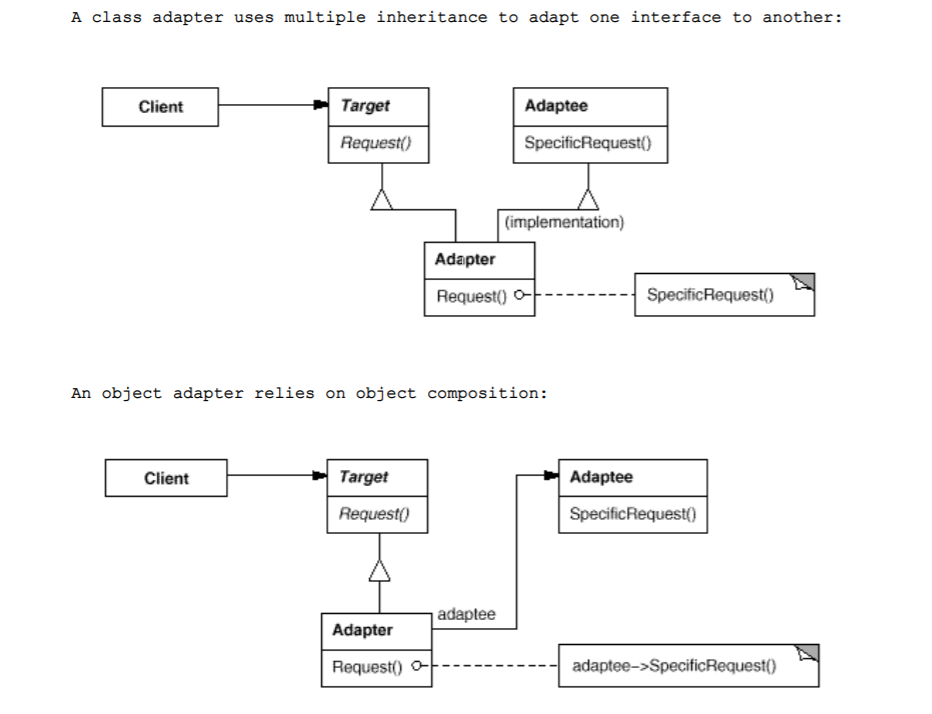 A class adapter uses multiple inheritance to adapt one interface to another:
Client
Target
Adaptee
Request()
SpecificRequest()
(implementation)
Adapter
Request()
SpecificRequest()
An object adapter relies on object composition:
Client
Target
Adaptee
Request()
SpecificRequest()
adaptee
Adapter
Request()
adaptee->SpecificRequest()